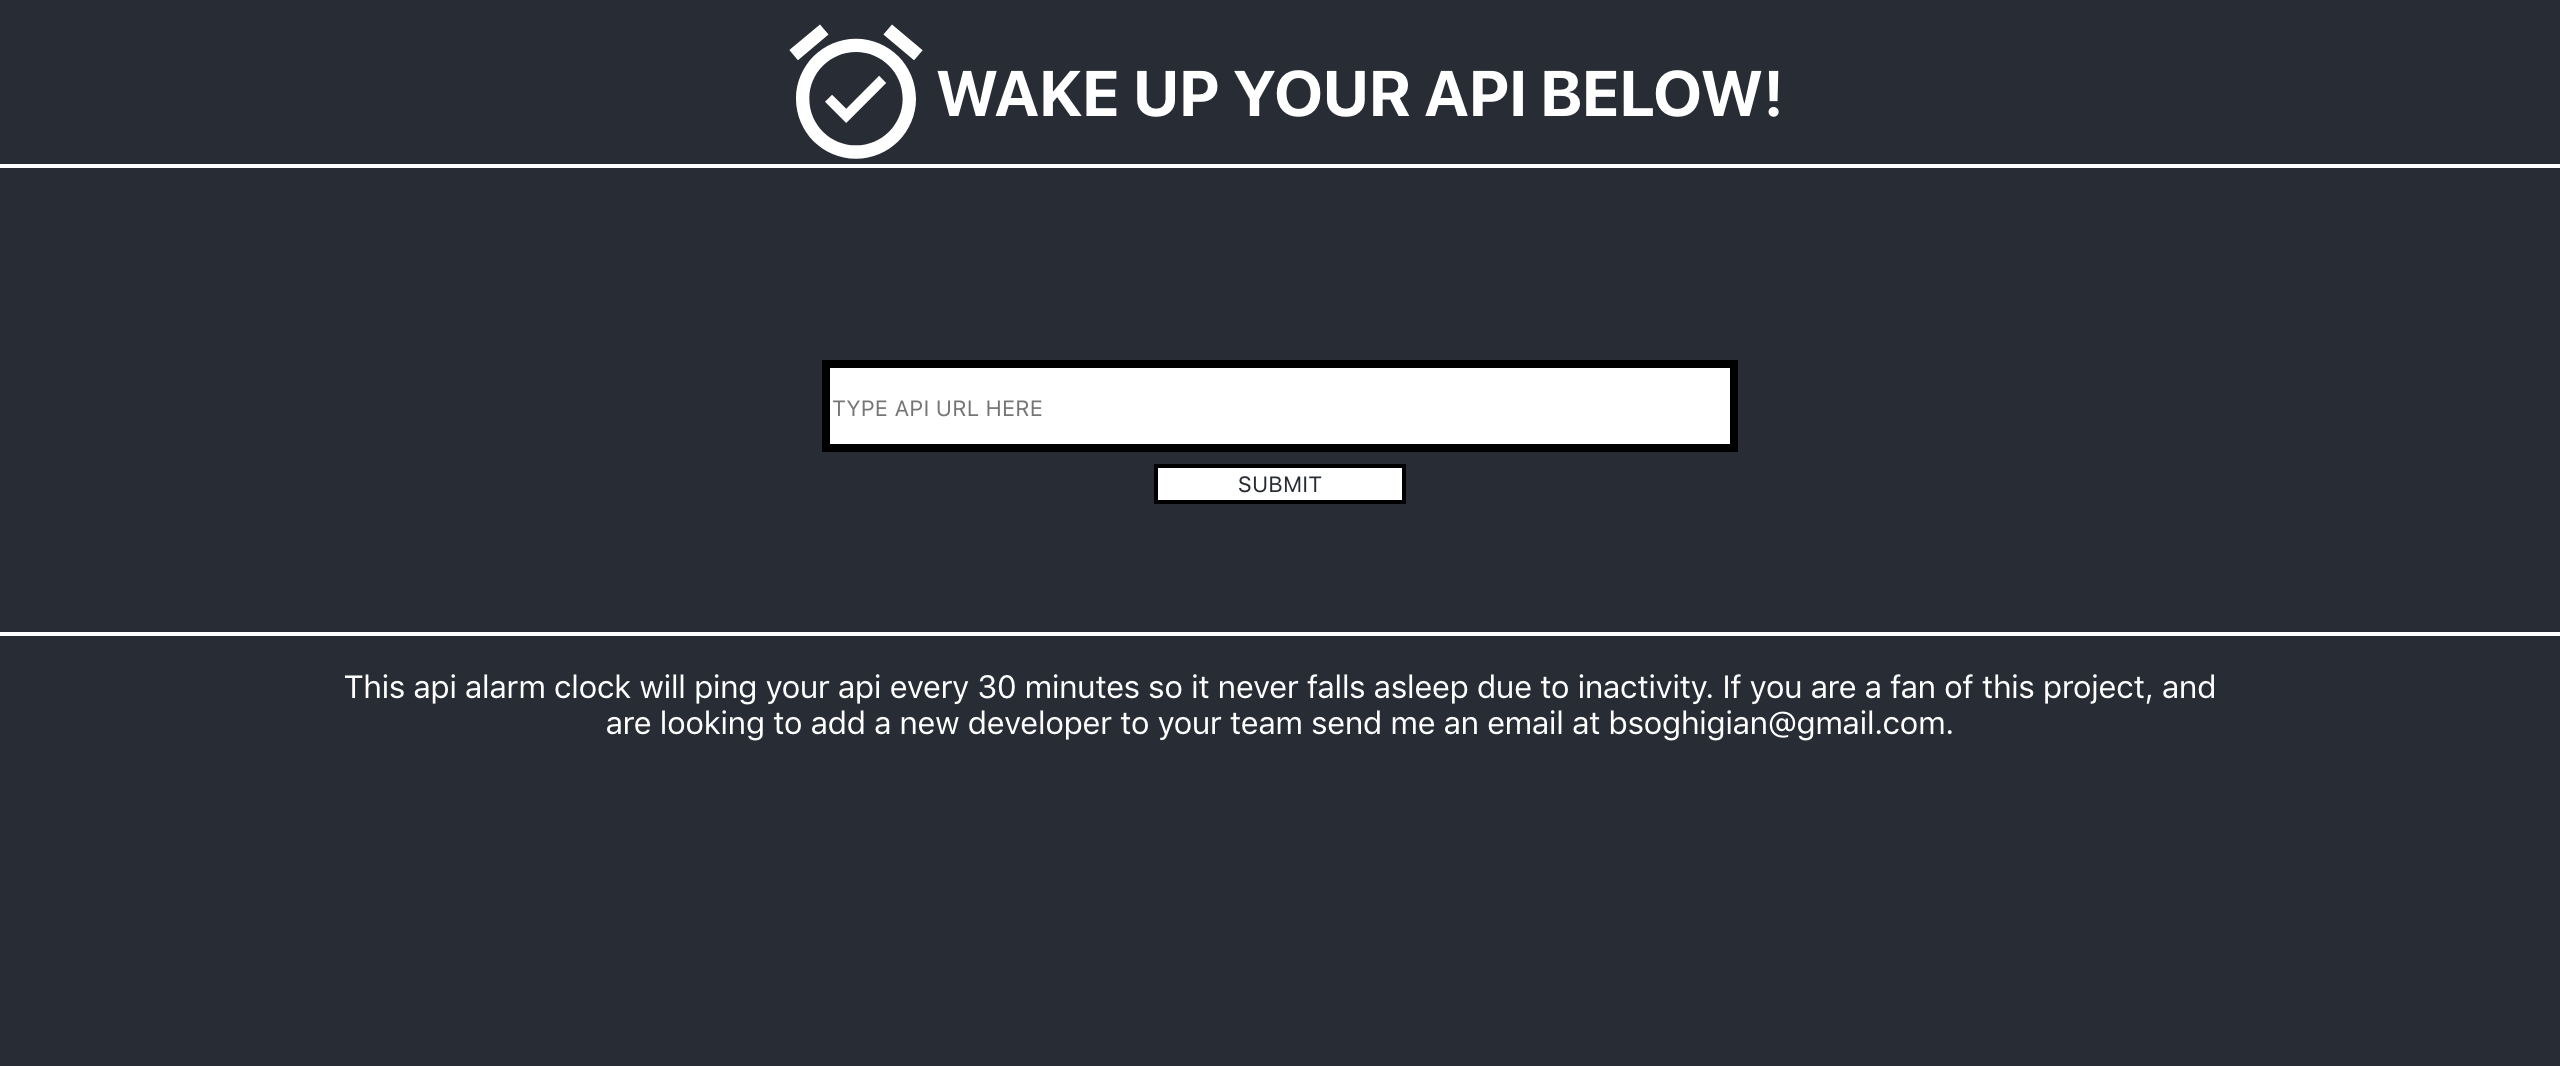 WAKE UP YOUR API BELOW!
TYPE API URL HERE
SUBMIT
This api alarm clock will ping your api every 30 minutes so it never falls asleep due to inactivity. If you are a fan of this project, and
are looking to add a new developer to your team send me an email at bsoghigian@gmail.com.